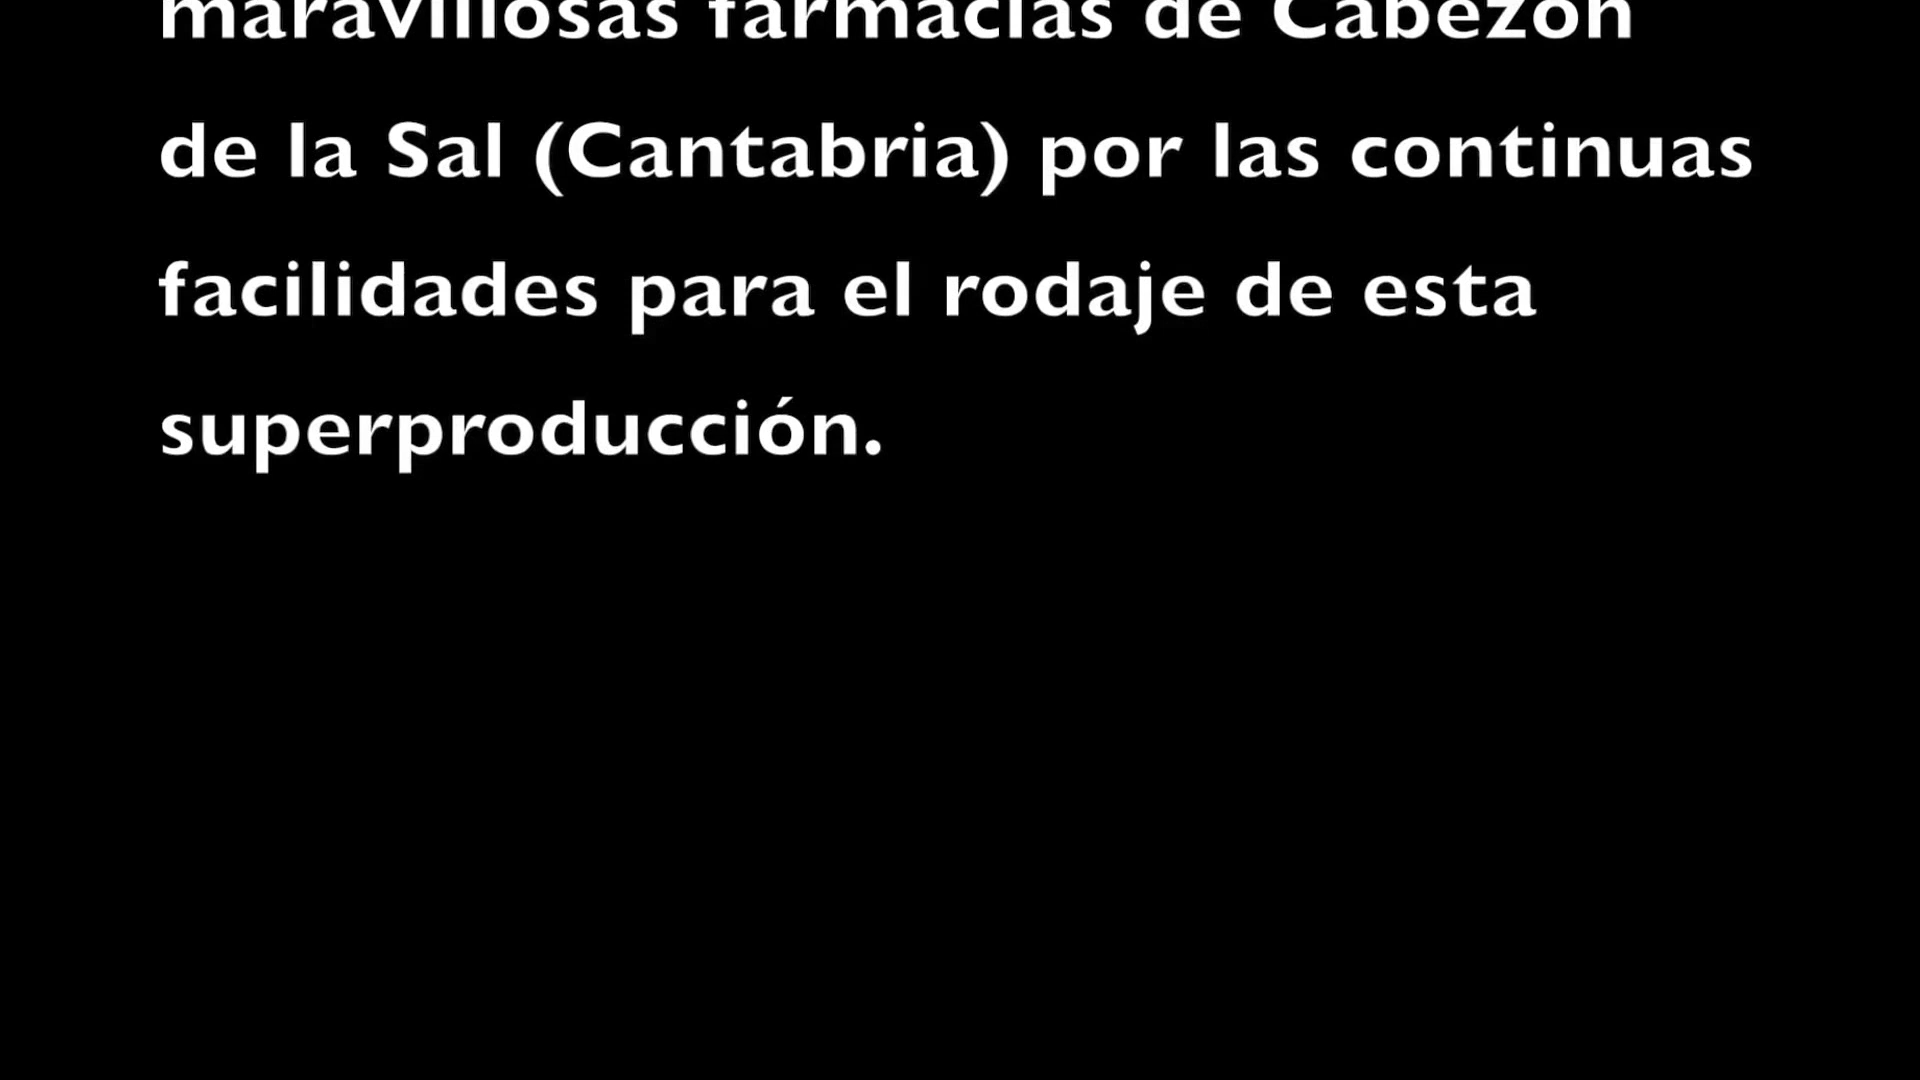 maravillosas farmacias de Cabezón
de la Sal (Cantabria) por las continuas
facilidades para el rodaje de esta
superproducción.